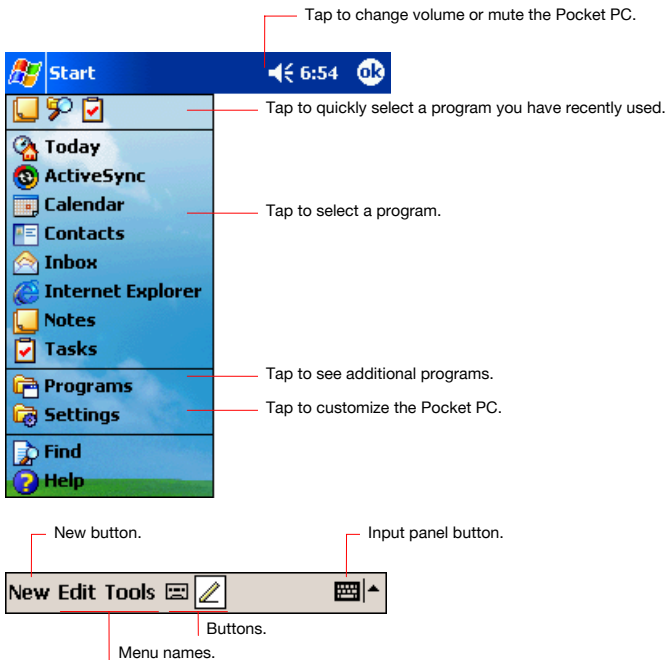 Tap to change volume or mute the Pocket PC.
Start 6:54 ok
Tap to quickly select a program you have recently used.
Today
ActiveSync
Calendar
Tap to select a program.
Contacts
Inbox
Internet Explorer
Notes
Tasks
Tap to see additional programs.
Programs
Tap to customize the Pocket PC.
Settings
Find
Help
New button.
Input panel button.
New Edit Tools
Buttons.
Menu names.